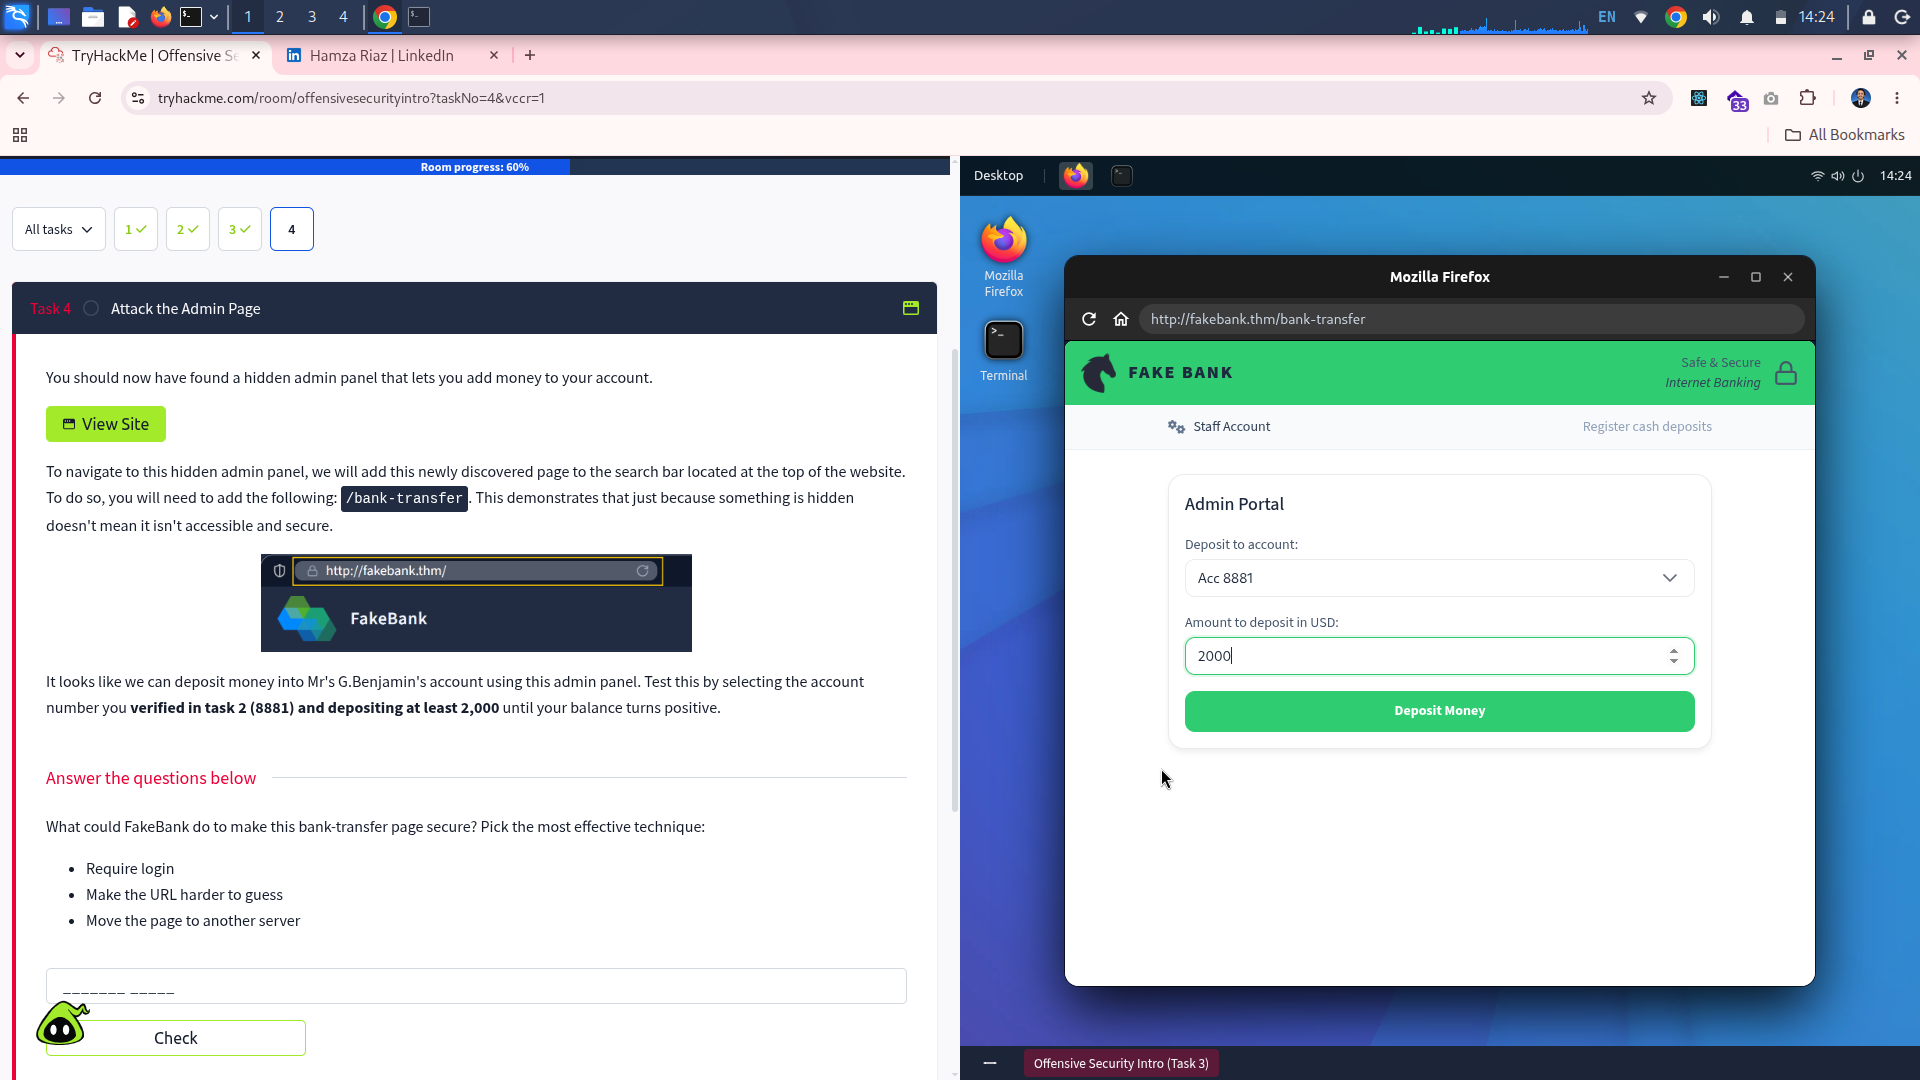 1
2
3
4
EN
14:24
TryHackMe | Offensive Se
Hamza Riaz | LinkedIn
tryhackme.com/room/offensivesecurityintro?taskNo=4&vccr=1
33
All Bookmarks
Room progress: 60%
All tasks
1
2
3
4
Task 4
Attack the Admin Page
You should now have found a hidden admin panel that lets you add money to your account.
View Site
To navigate to this hidden admin panel, we will add this newly discovered page to the search bar located at the top of the website.
To do so, you will need to add the following: /bank-transfer. This demonstrates that just because something is hidden
doesn't mean it isn't accessible and secure.
http://fakebank.thm/
FakeBank
It looks like we can deposit money into Mr's G.Benjamin's account using this admin panel. Test this by selecting the account
number you verified in task 2 (8881) and depositing at least 2,000 until your balance turns positive.
Answer the questions below
What could FakeBank do to make this bank-transfer page secure? Pick the most effective technique:
• Require login
• Make the URL harder to guess
• Move the page to another server
_______ _____
Check
Desktop
14:24
Mozilla
Firefox
Terminal
Mozilla Firefox
http://fakebank.thm/bank-transfer
FAKE BANK
Safe & Secure
Internet Banking
Staff Account
Register cash deposits
Admin Portal
Deposit to account:
Acc 8881
Amount to deposit in USD:
2000
Deposit Money
Offensive Security Intro (Task 3)